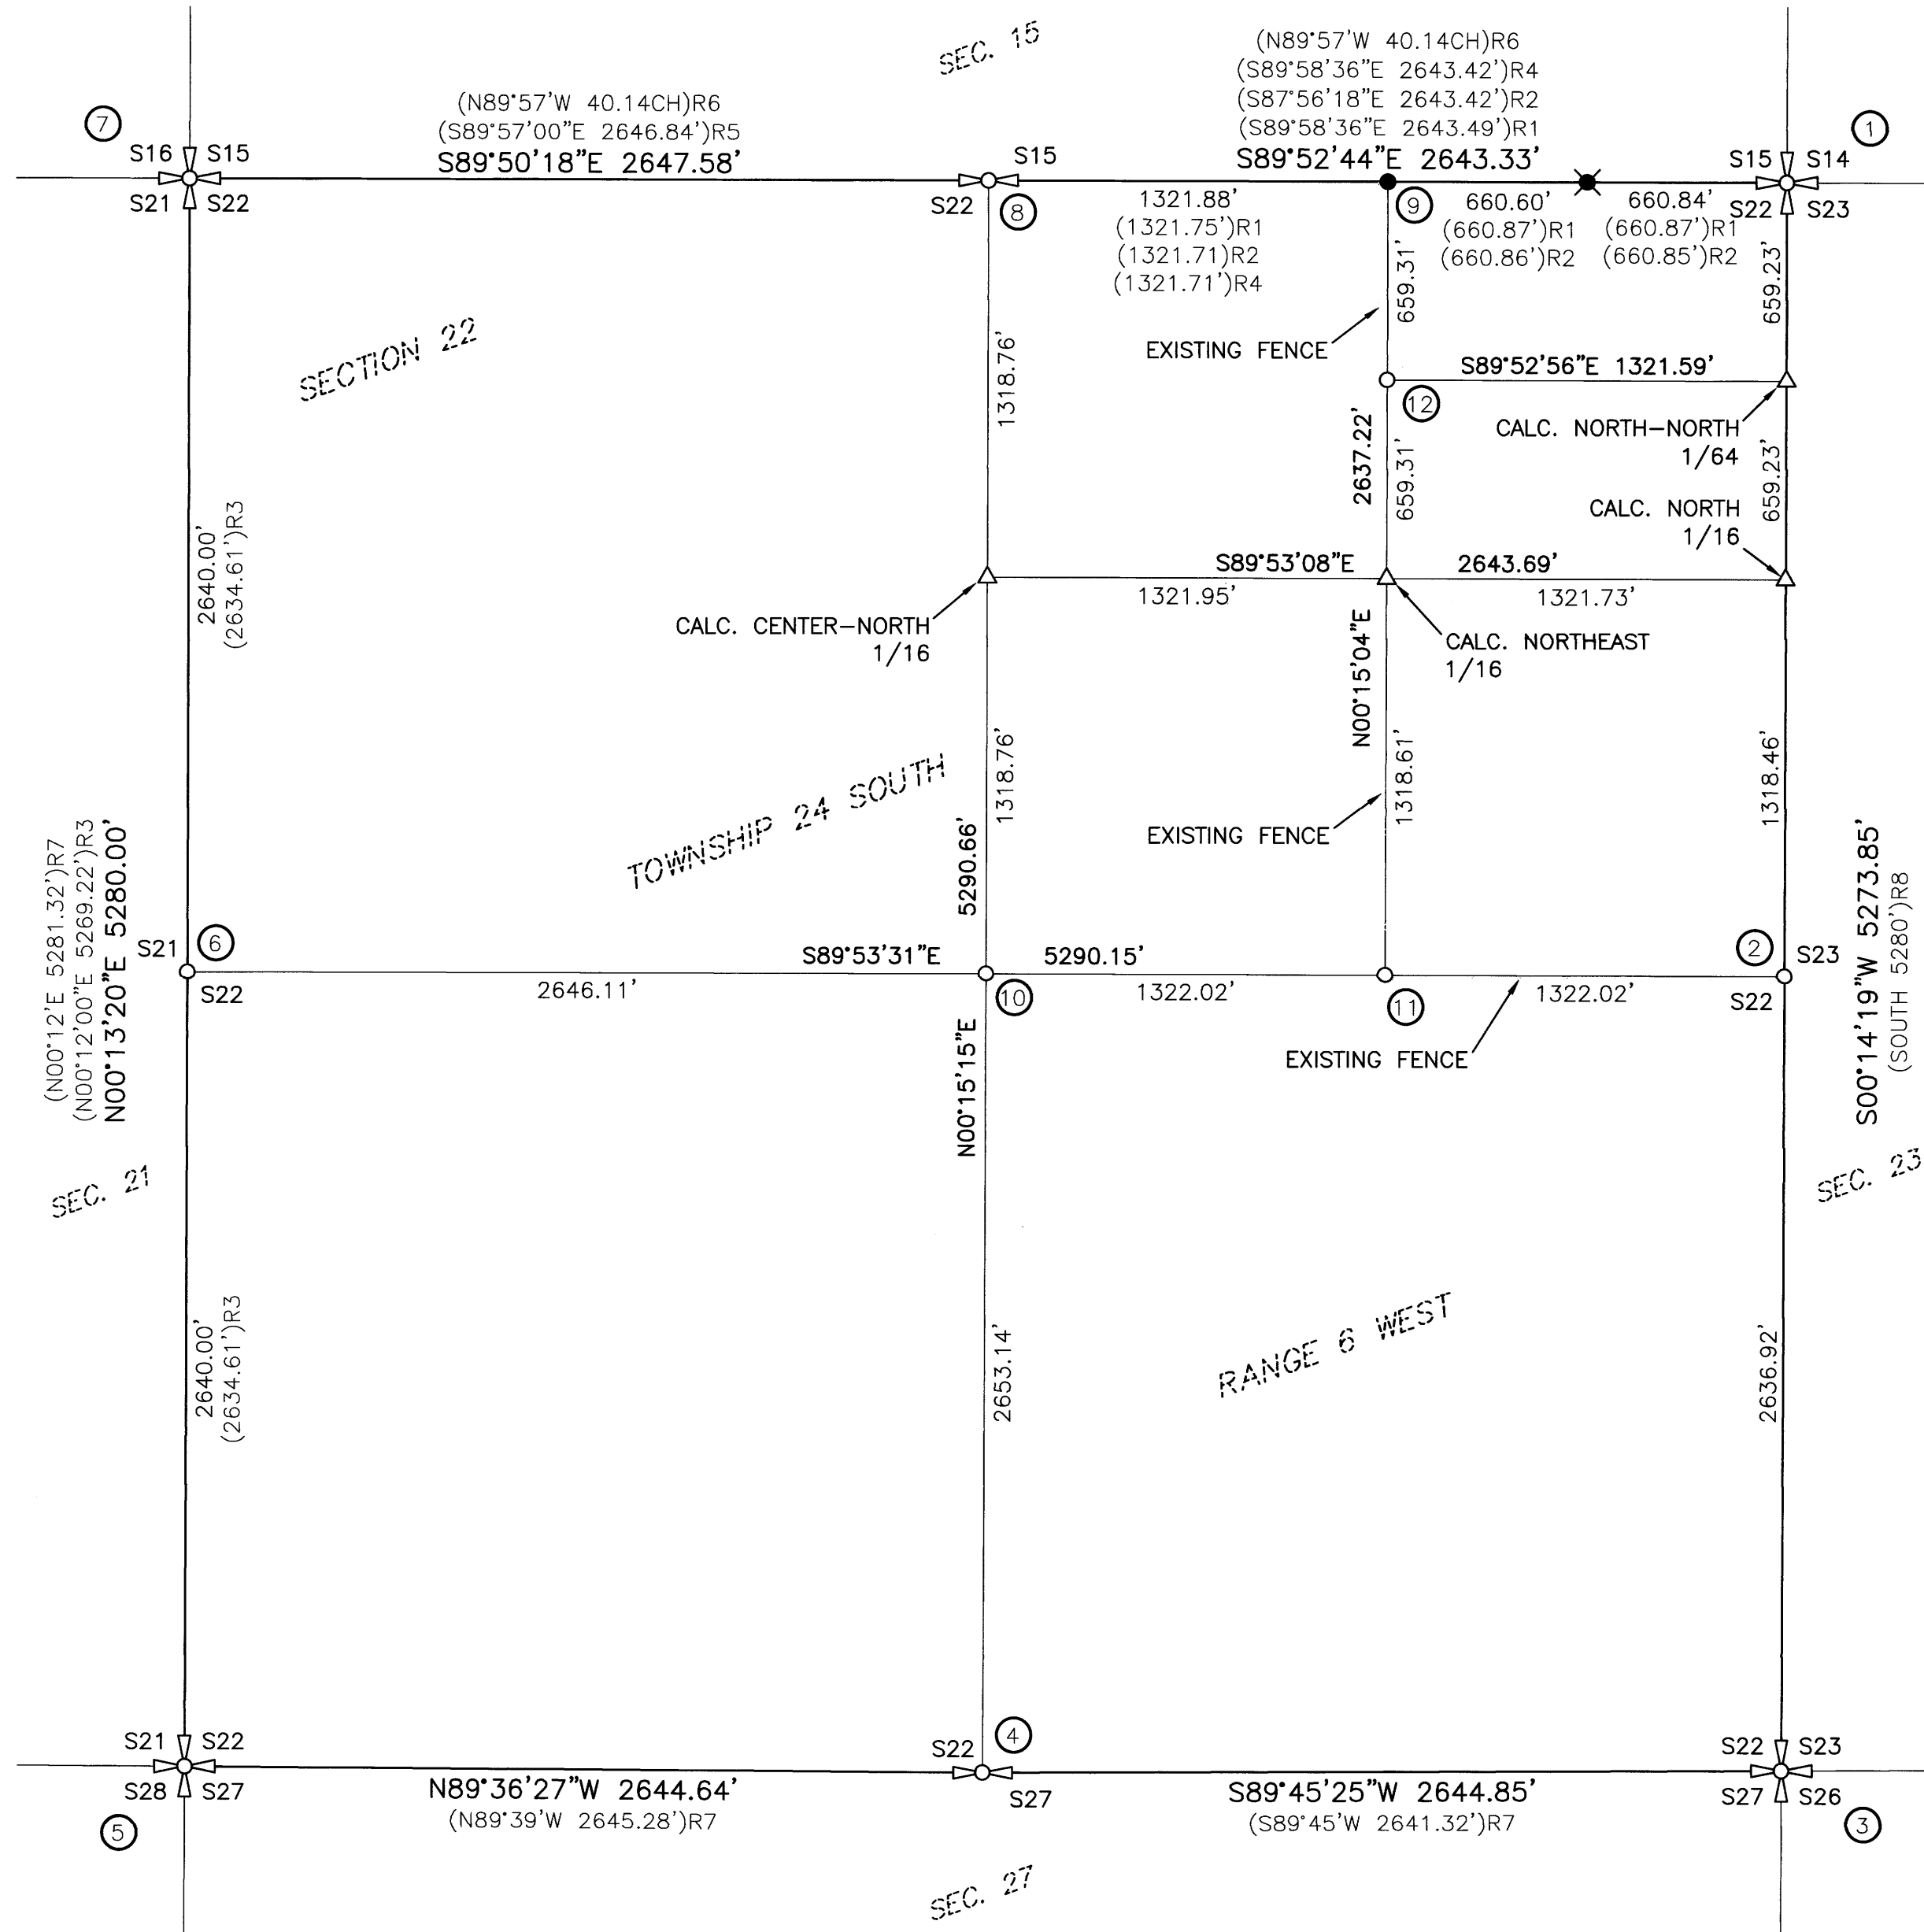 SEC. 15
(N89°57'W 40.14CH)R6
(S89°57'00"E 2646.84')R5
S89°50'18"E 2647.58'
(N89°57'W 40.14CH)R6
(S89°58'36"E 2643.42')R4
(S87°56'18"E 2643.42')R2
(S89°58'36"E 2643.49')R1
S89°52'44"E 2643.33'
7
1
S16 S15
S21 S22
S15
S22
8
S15 S14
S22 S23
1321.88'
(1321.75')R1
(1321.71)R2
(1321.71')R4
9
660.60'
(660.87')R1
(660.86')R2
660.84'
(660.87')R1
(660.85')R2
659.31'
659.23'
EXISTING FENCE
SECTION 22
1318.76'
S89°52'56"E 1321.59'
12
CALC. NORTH-NORTH
1/64
2637.22'
659.31'
659.23'
CALC. NORTH
1/16
2640.00'
(2634.61')R3
S89°53'08"E 2643.69'
1321.95'
1321.73'
CALC. CENTER-NORTH
1/16
CALC. NORTHEAST
1/16
N00°15'04"E
1318.76'
1318.61'
1318.46'
TOWNSHIP 24 SOUTH
EXISTING FENCE
5290.66'
(N00°12'E 5281.32')R7
(N00°12'00"E 5269.22')R3
N00°13'20"E 5280.00'
S00°14'19"W 5273.85'
(SOUTH 5280')R8
S21
6
S22
S89°53'31"E 5290.15'
2646.11'
10
1322.02'
11
1322.02'
2
S23
S22
EXISTING FENCE
N00°15'15"E
SEC. 21
SEC. 23
2640.00'
(2634.61')R3
2653.14'
RANGE 6 WEST
2636.92'
S21 S22
S28 S27
5
N89°36'27"W 2644.64'
(N89°39'W 2645.28')R7
S22
4
S27
S89°45'25"W 2644.85'
(S89°45'W 2641.32')R7
S22 S23
S27 S26
3
SEC. 27